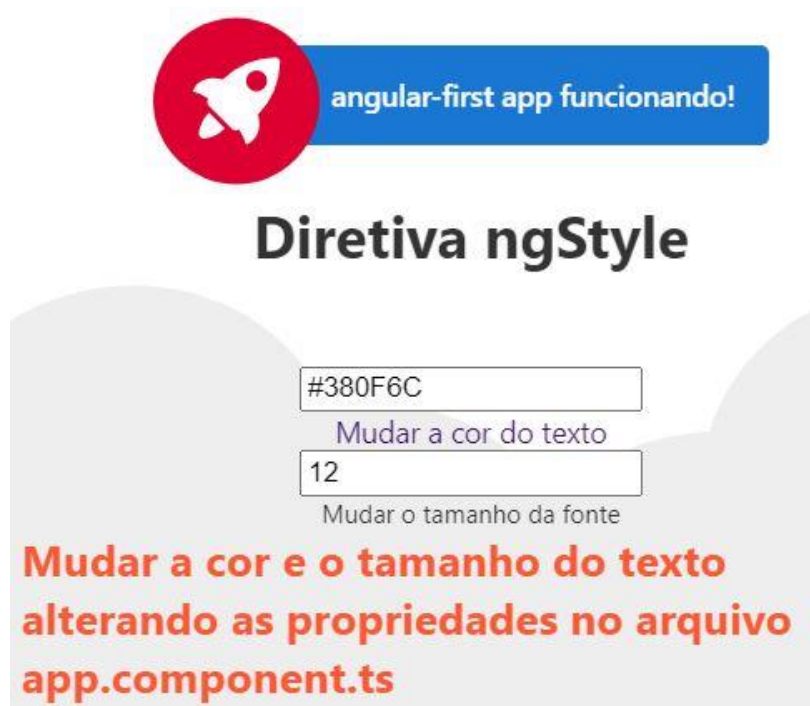 angular-first app funcionando!
Diretiva ngStyle
#380F6C
Mudar a cor do texto
12
Mudar o tamanho da fonte
Mudar a cor e o tamanho do texto
alterando as propriedades no arquivo
app.component.ts